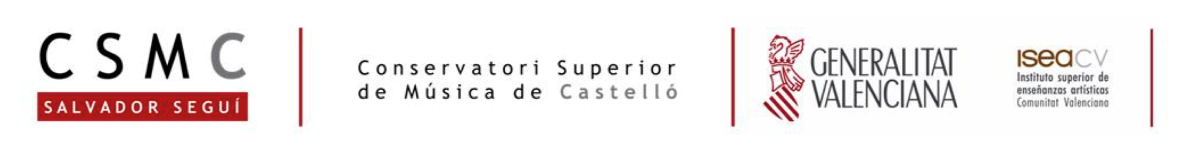 CSMC
SALVADOR SEGUÍ
Conservatori Superior
de Música de Castelló
GENERALITAT
VALENCIANA
ISEACV
Instituto superior de
enseñanzas artísticas
Comunitat Valenciana